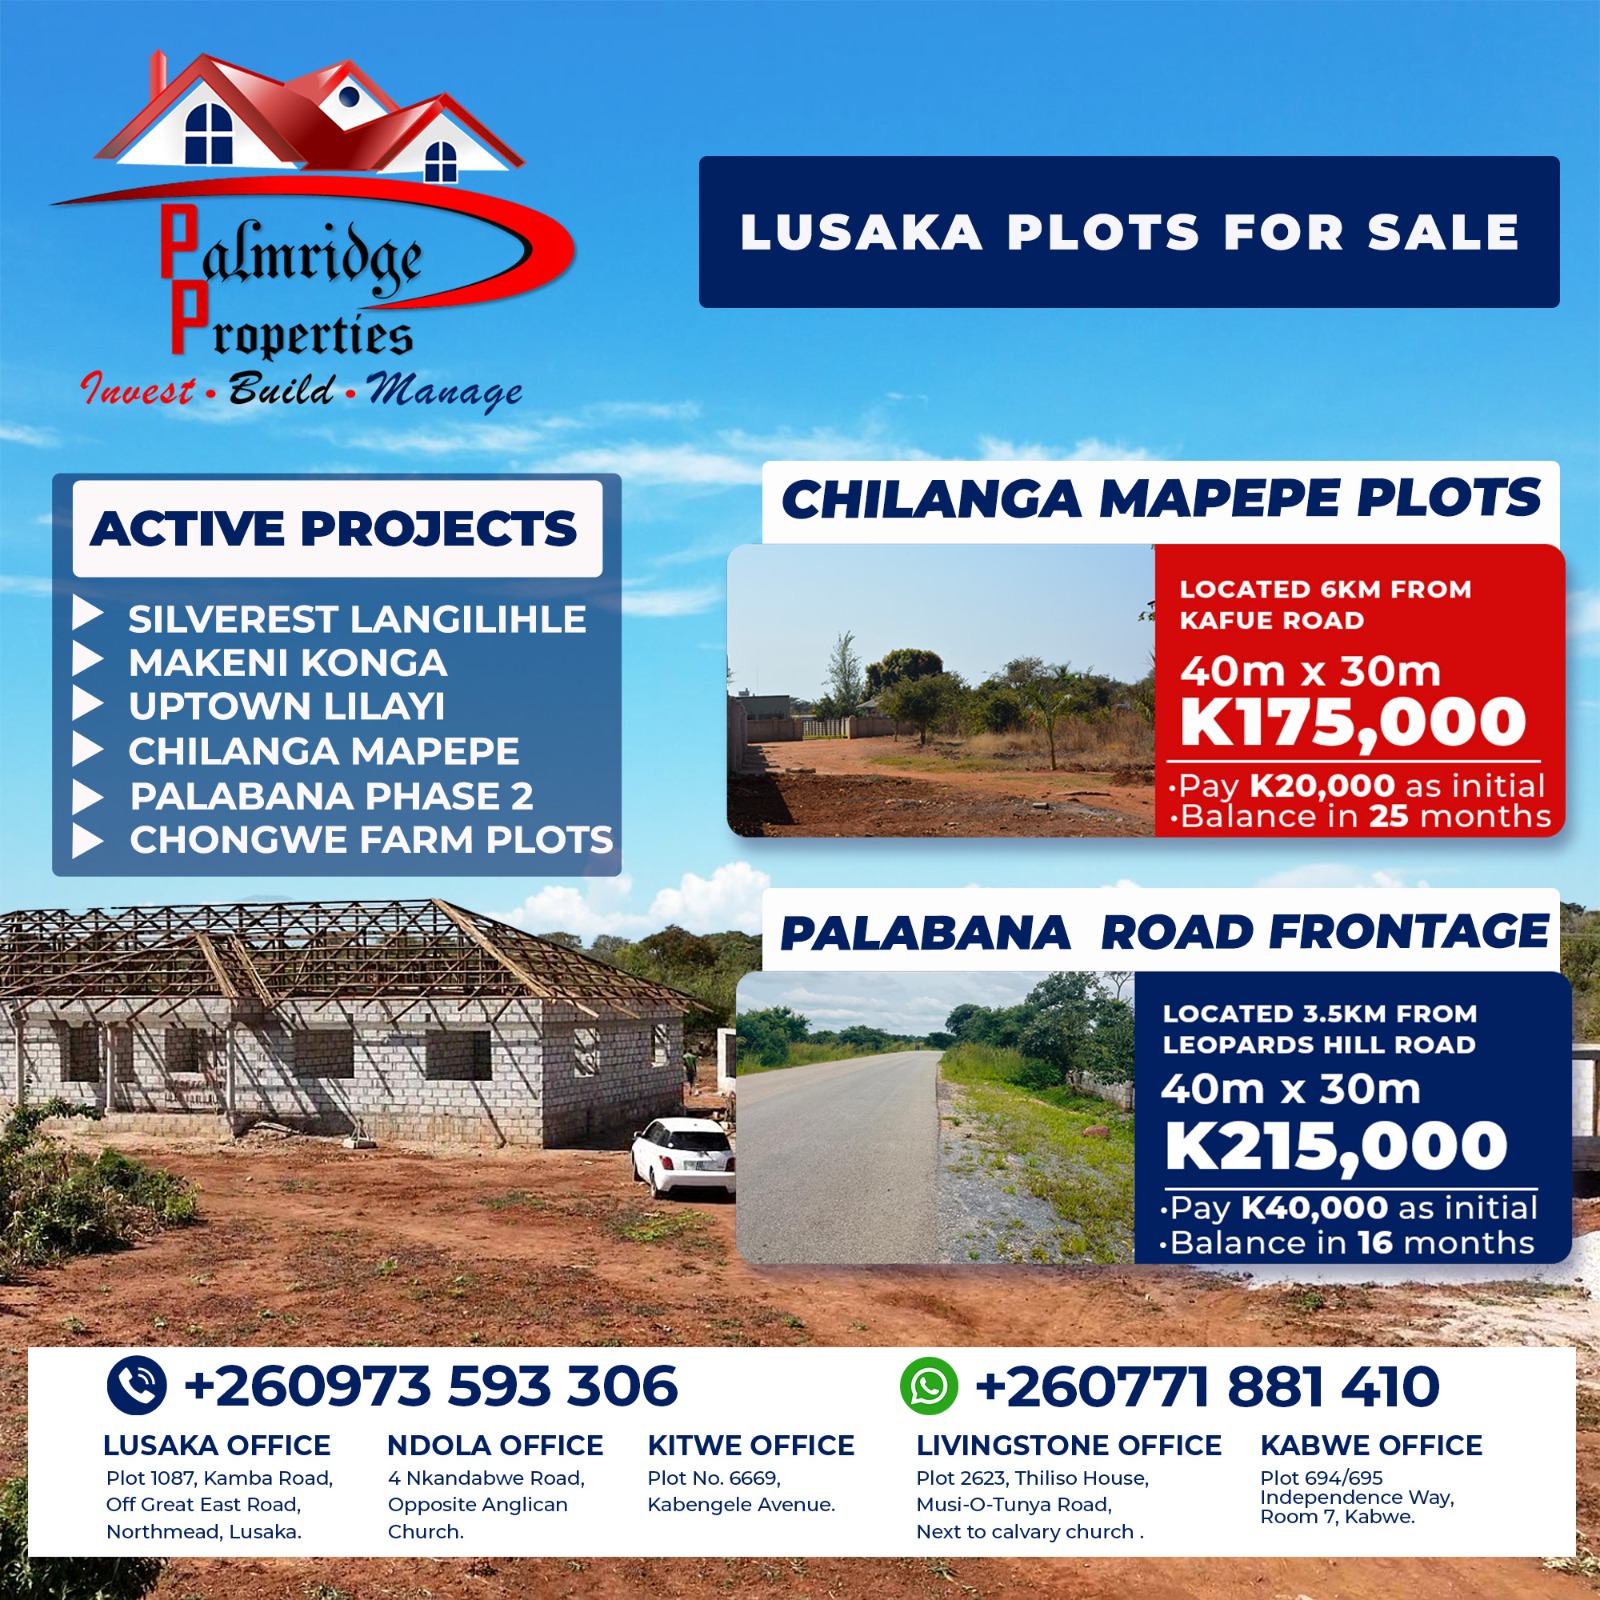 Palmridge
Properties
Invest • Build • Manage
LUSAKA PLOTS FOR SALE
ACTIVE PROJECTS
SILVEREST LANGILIHLE
MAKENI KONGA
UPTOWN LILAYI
CHILANGA MAPEPE
PALABANA PHASE 2
CHONGWE FARM PLOTS
CHILANGA MAPEPE PLOTS
LOCATED 6KM FROM
KAFUE ROAD
40m x 30m
K175,000
•Pay K20,000 as initial
•Balance in 25 months
PALABANA ROAD FRONTAGE
LOCATED 3.5KM FROM
LEOPARDS HILL ROAD
40m x 30m
K215,000
•Pay K40,000 as initial
•Balance in 16 months
+260973 593 306
+260771 881 410
LUSAKA OFFICE
Plot 1087, Kamba Road,
Off Great East Road,
Northmead, Lusaka.
NDOLA OFFICE
4 Nkandabwe Road,
Opposite Anglican
Church.
KITWE OFFICE
Plot No. 6669,
Kabengele Avenue.
LIVINGSTONE OFFICE
Plot 2623, Thiliso House,
Musi-O-Tunya Road,
Next to calvary church .
KABWE OFFICE
Plot 694/695
Independence Way,
Room 7, Kabwe.